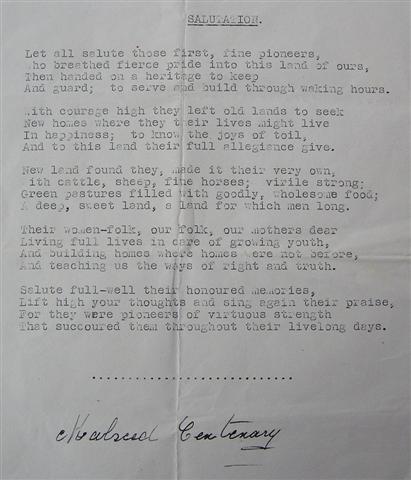 SALUTATION.
Let all salute those first, fine pioneers,
Who breathed fierce pride into this land of ours,
Then handed on a heritage to keep
And guard; to serve and build through waking hours.
With courage high they left old lands to seek
New homes where they their lives might live
In happiness; to know the joys of toil,
And to this land their full allegiance give.
New land found they, made it their very own,
With cattle, sheep, fine horses; virile strong;
Green pastures filled with goodly, wholesome food;
A deep, sweet land, a land for which men long.
Their women-folk, our folk, our mothers dear
Living full lives in care of growing youth,
And building homes where homes were not before,
And teaching us the ways of right and truth.
Salute full-well their honoured memories,
Lift high your thoughts and sing again their praise,
For they were pioneers of virtuous strength
That succoured them throughout their livelong days.
............................
Centenary